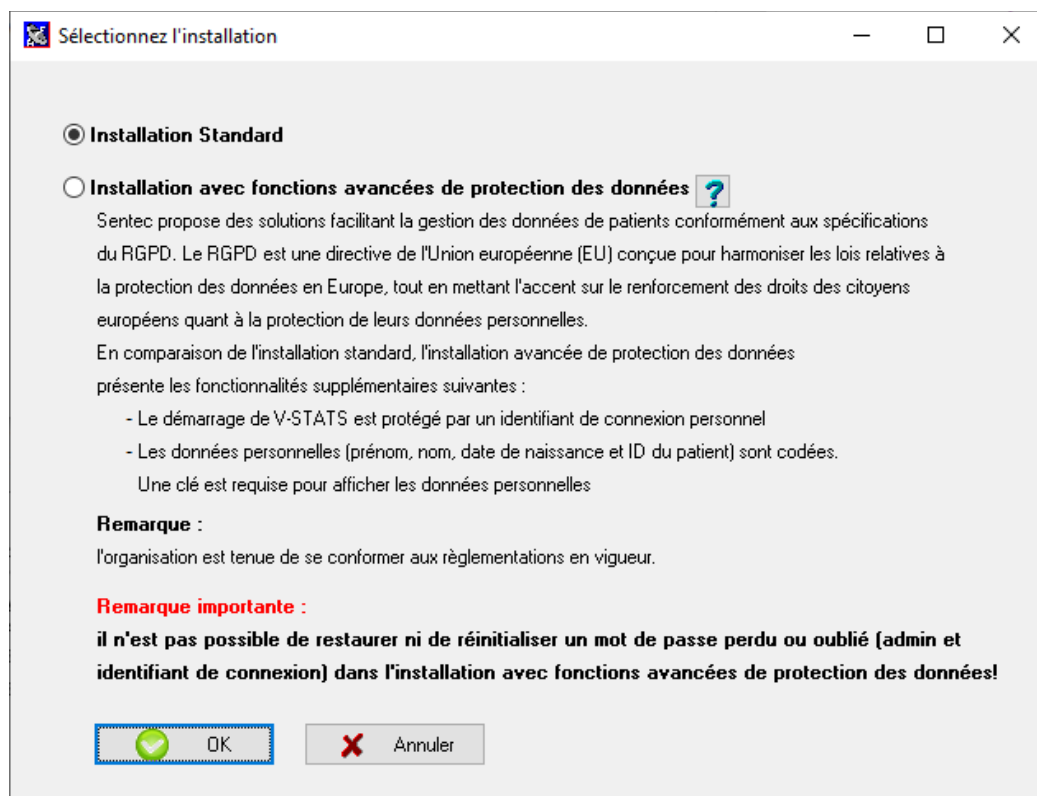 Sélectionnez l'installation
Installation Standard
Installation avec fonctions avancées de protection des données ?
Sentec propose des solutions facilitant la gestion des données de patients conformément aux spécifications
du RGPD. Le RGPD est une directive de l'Union européenne (EU) conçue pour harmoniser les lois relatives à
la protection des données en Europe, tout en mettant l'accent sur le renforcement des droits des citoyens
européens quant à la protection de leurs données personnelles.
En comparaison de l'installation standard, l'installation avancée de protection des données
présente les fonctionnalités supplémentaires suivantes :
- Le démarrage de V-STATS est protégé par un identifiant de connexion personnel
- Les données personnelles (prénom, nom, date de naissance et ID du patient) sont codées.
Une clé est requise pour afficher les données personnelles
Remarque :
l'organisation est tenue de se conformer aux règlementations en vigueur.
Remarque importante :
il n'est pas possible de restaurer ni de réinitialiser un mot de passe perdu ou oublié (admin et
identifiant de connexion) dans l'installation avec fonctions avancées de protection des données!
OK
Annuler